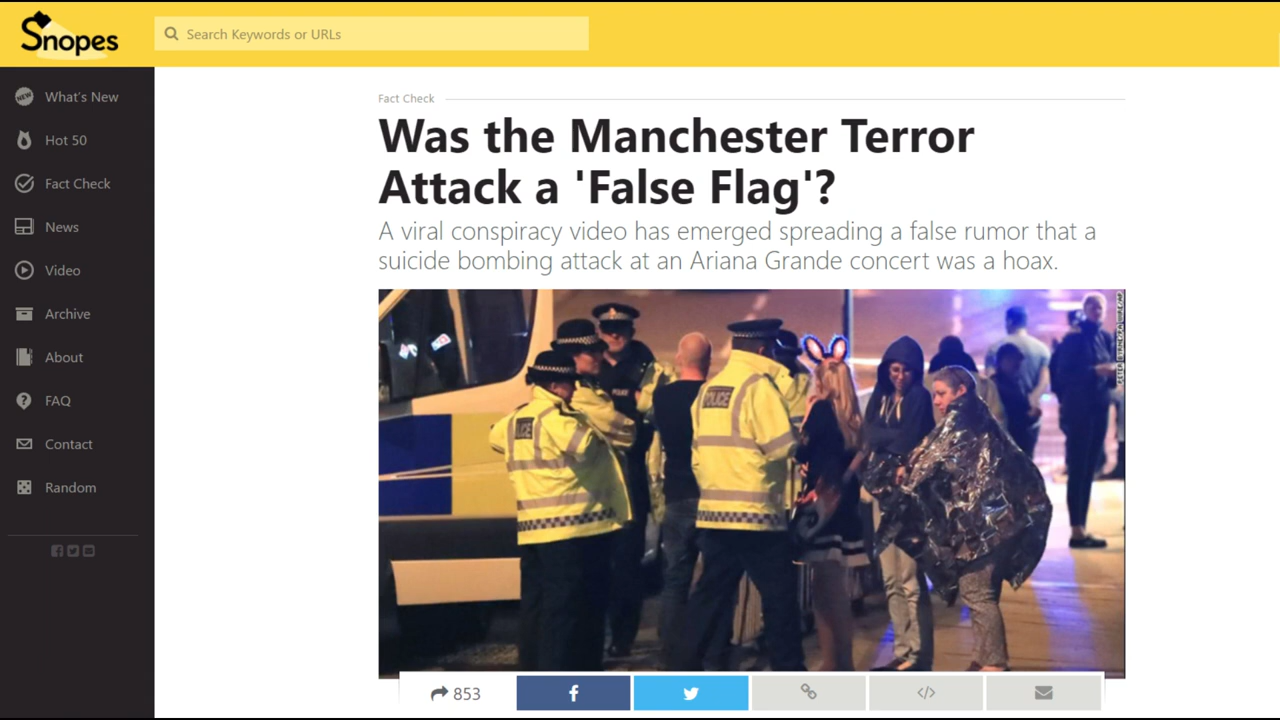 Snopes
Search Keywords or URLs
What's New
Hot 50
Fact Check
News
Video
Archive
About
FAQ
Contact
Random
Fact Check
Was the Manchester Terror
Attack a 'False Flag'?
A viral conspiracy video has emerged spreading a false rumor that a
suicide bombing attack at an Ariana Grande concert was a hoax.
POLICE
POLICE
853